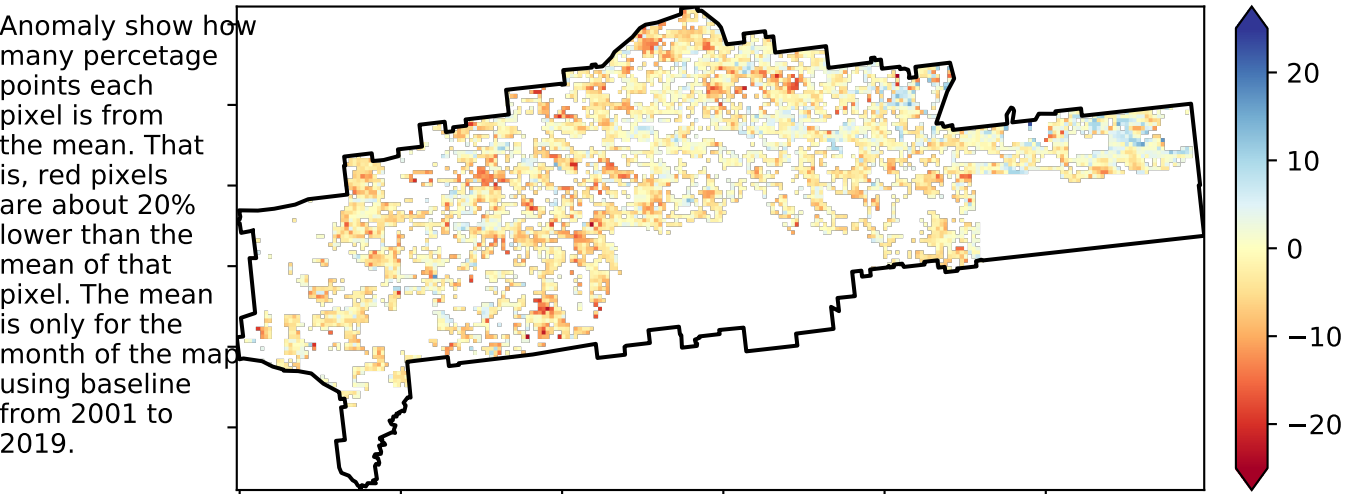 Anomaly show how
many percetage
points each
pixel is from
the mean. That
is, red pixels
are about 20%
lower than the
mean of that
pixel. The mean
is only for the
month of the map
using baseline
from 2001 to
2019.
20
10
0
−10
−20